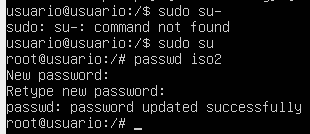 usuario@usuario:/$ sudo su-
sudo: su-: command not found
usuario@usuario:/$ sudo su
root@usuario:/# passwd iso2
New password:
Retype new password:
passwd: password updated successfully
root@usuario:/# _